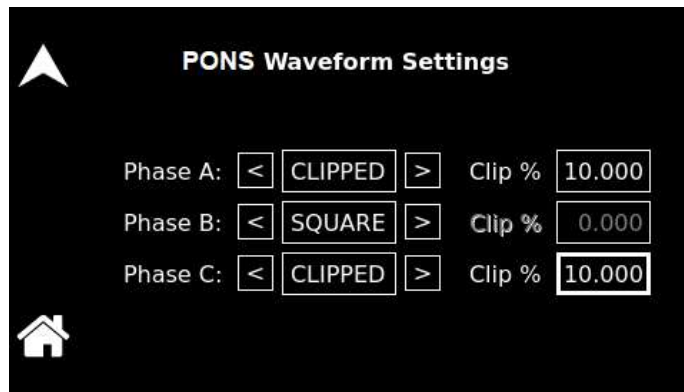 PONS Waveform Settings
Phase A: < CLIPPED > Clip % 10.000
Phase B: < SQUARE > Clip % 0.000
Phase C: < CLIPPED > Clip % 10.000